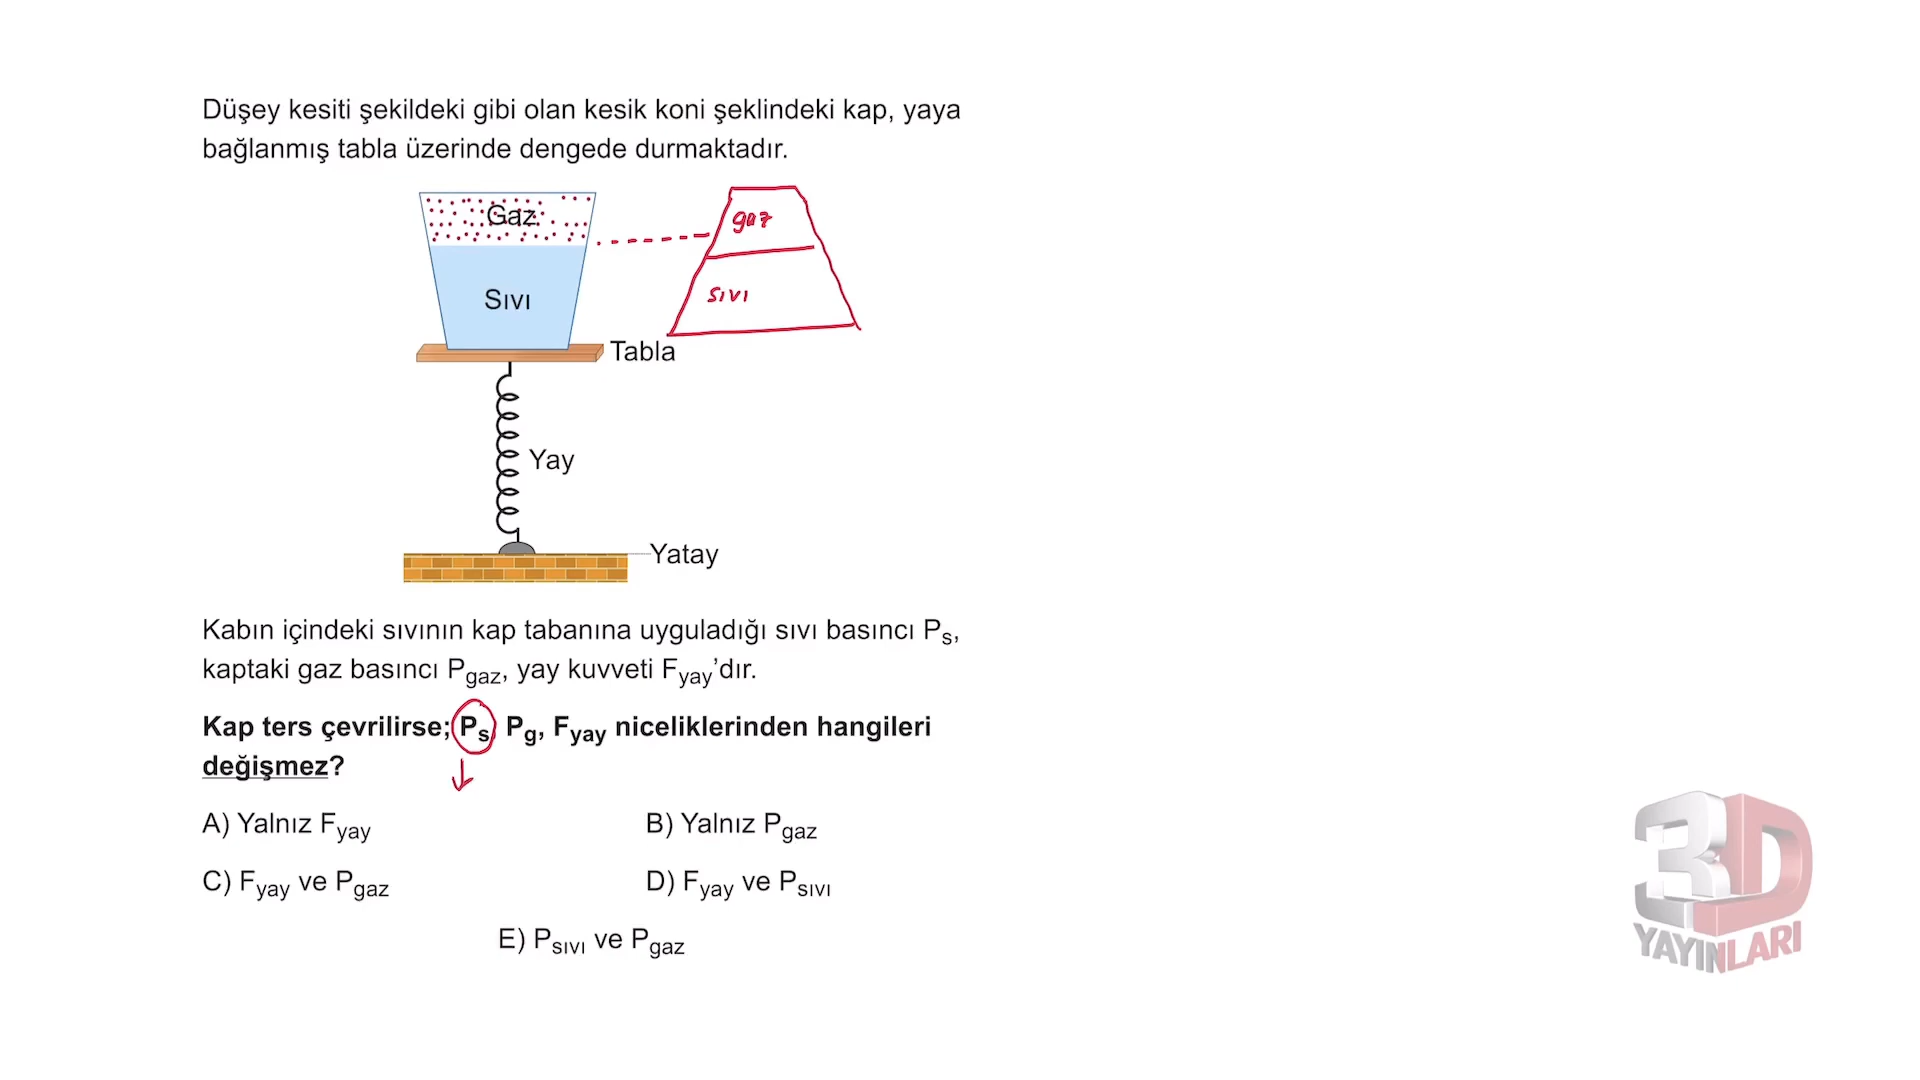 Düşey kesiti şekildeki gibi olan kesik koni şeklindeki kap, yaya
bağlanmış tabla üzerinde dengede durmaktadır.
Gaz
gaz
Sıvı
sıvı
Tabla
Yay
Yatay
Kabın içindeki sıvının kap tabanına uyguladığı sıvı basıncı Ps,
kaptaki gaz basıncı Pgaz, yay kuvveti Fyay’dır.
Kap ters çevrilirse; Ps, Pg, Fyay niceliklerinden hangileri
değişmez?
A) Yalnız Fyay
B) Yalnız Pgaz
C) Fyay ve Pgaz
D) Fyay ve Psıvı
E) Psıvı ve Pgaz
3D
YAYINLARI